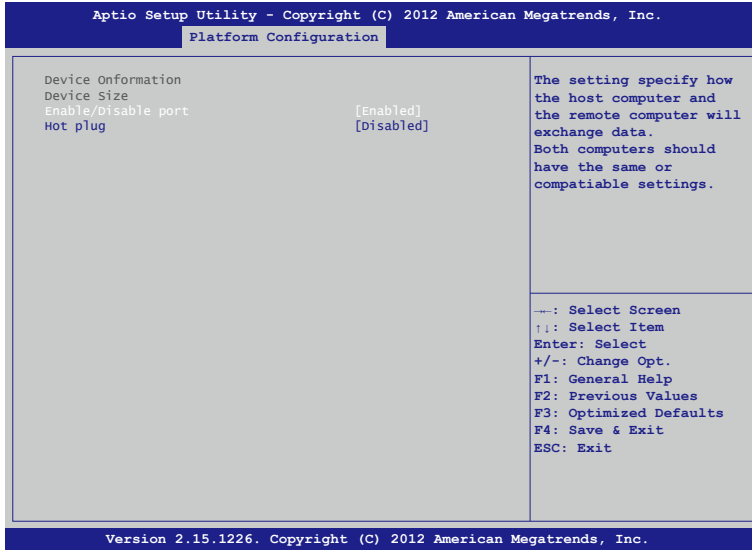 Aptio Setup Utility - Copyright (C) 2012 American Megatrends, Inc.
Platform Configuration
Device Onformation
Device Size
Enable/Disable port [Enabled]
Hot plug [Disabled]
The setting specify how
the host computer and
the remote computer will
exchange data.
Both computers should
have the same or
compatiable settings.
→←: Select Screen
↑↓: Select Item
Enter: Select
+/-: Change Opt.
F1: General Help
F2: Previous Values
F3: Optimized Defaults
F4: Save & Exit
ESC: Exit
Version 2.15.1226. Copyright (C) 2012 American Megatrends, Inc.